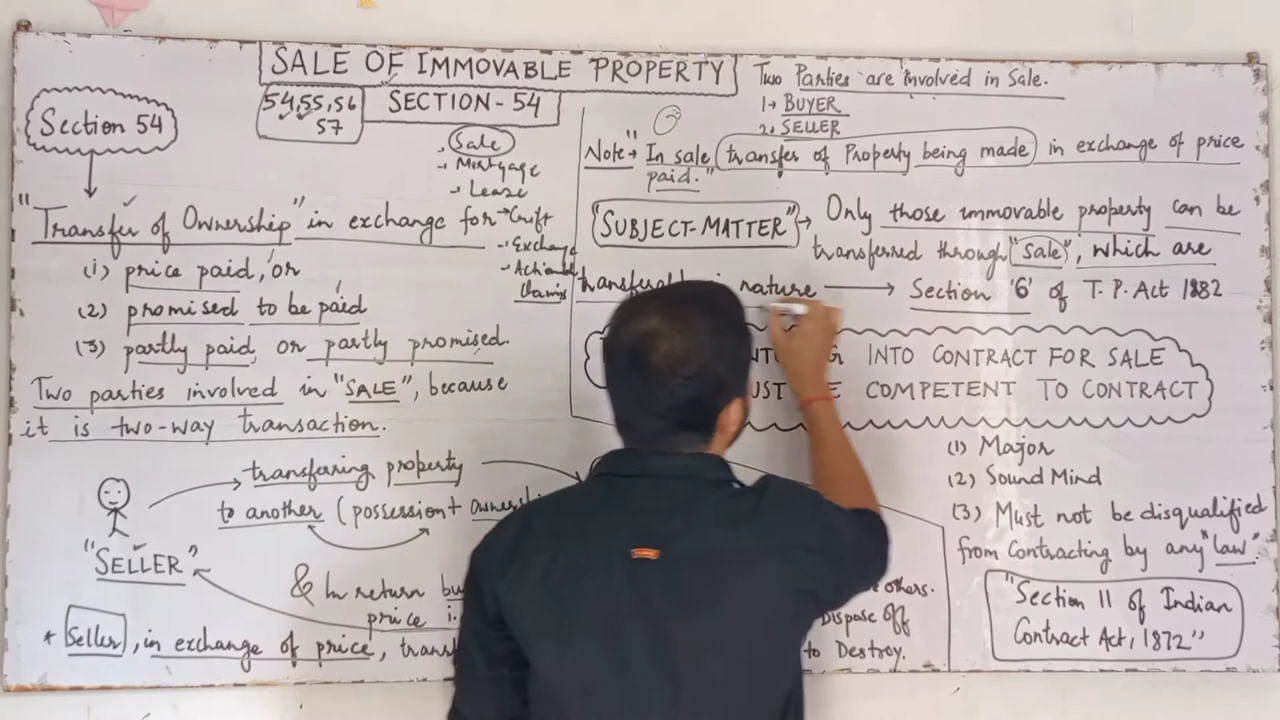 SALE OF IMMOVABLE PROPERTY
54, 55, 56
57
SECTION - 54
Section 54
- Sale
- Mortgage
- Lease
→ Gift
- Exchange
- Actionable
Claims
"Transfer of Ownership" in exchange for
(1) price paid, or
(2) promised to be paid
(3) partly paid, or partly promised.
Two parties involved in "SALE", because
it is two-way transaction.
transferring property
to another (possession +
"SELLER"
& In return
price
* Seller, in exchange of price,
Two Parties are involved in Sale.
1→ BUYER
2. SELLER
Note→ "In sale transfer of Property being made in exchange of price
paid."
"SUBJECT-MATTER" → Only those immovable property can be
transferred through "Sale", which are
nature → Section '6' of T. P. Act 1882
INTO CONTRACT FOR SALE
COMPETENT TO CONTRACT
(1) Major
(2) Sound Mind
(3) Must not be disqualified
from Contracting by any "law".
"Section 11 of Indian
Contract Act, 1872"
others.
Dispose off
to Destroy.